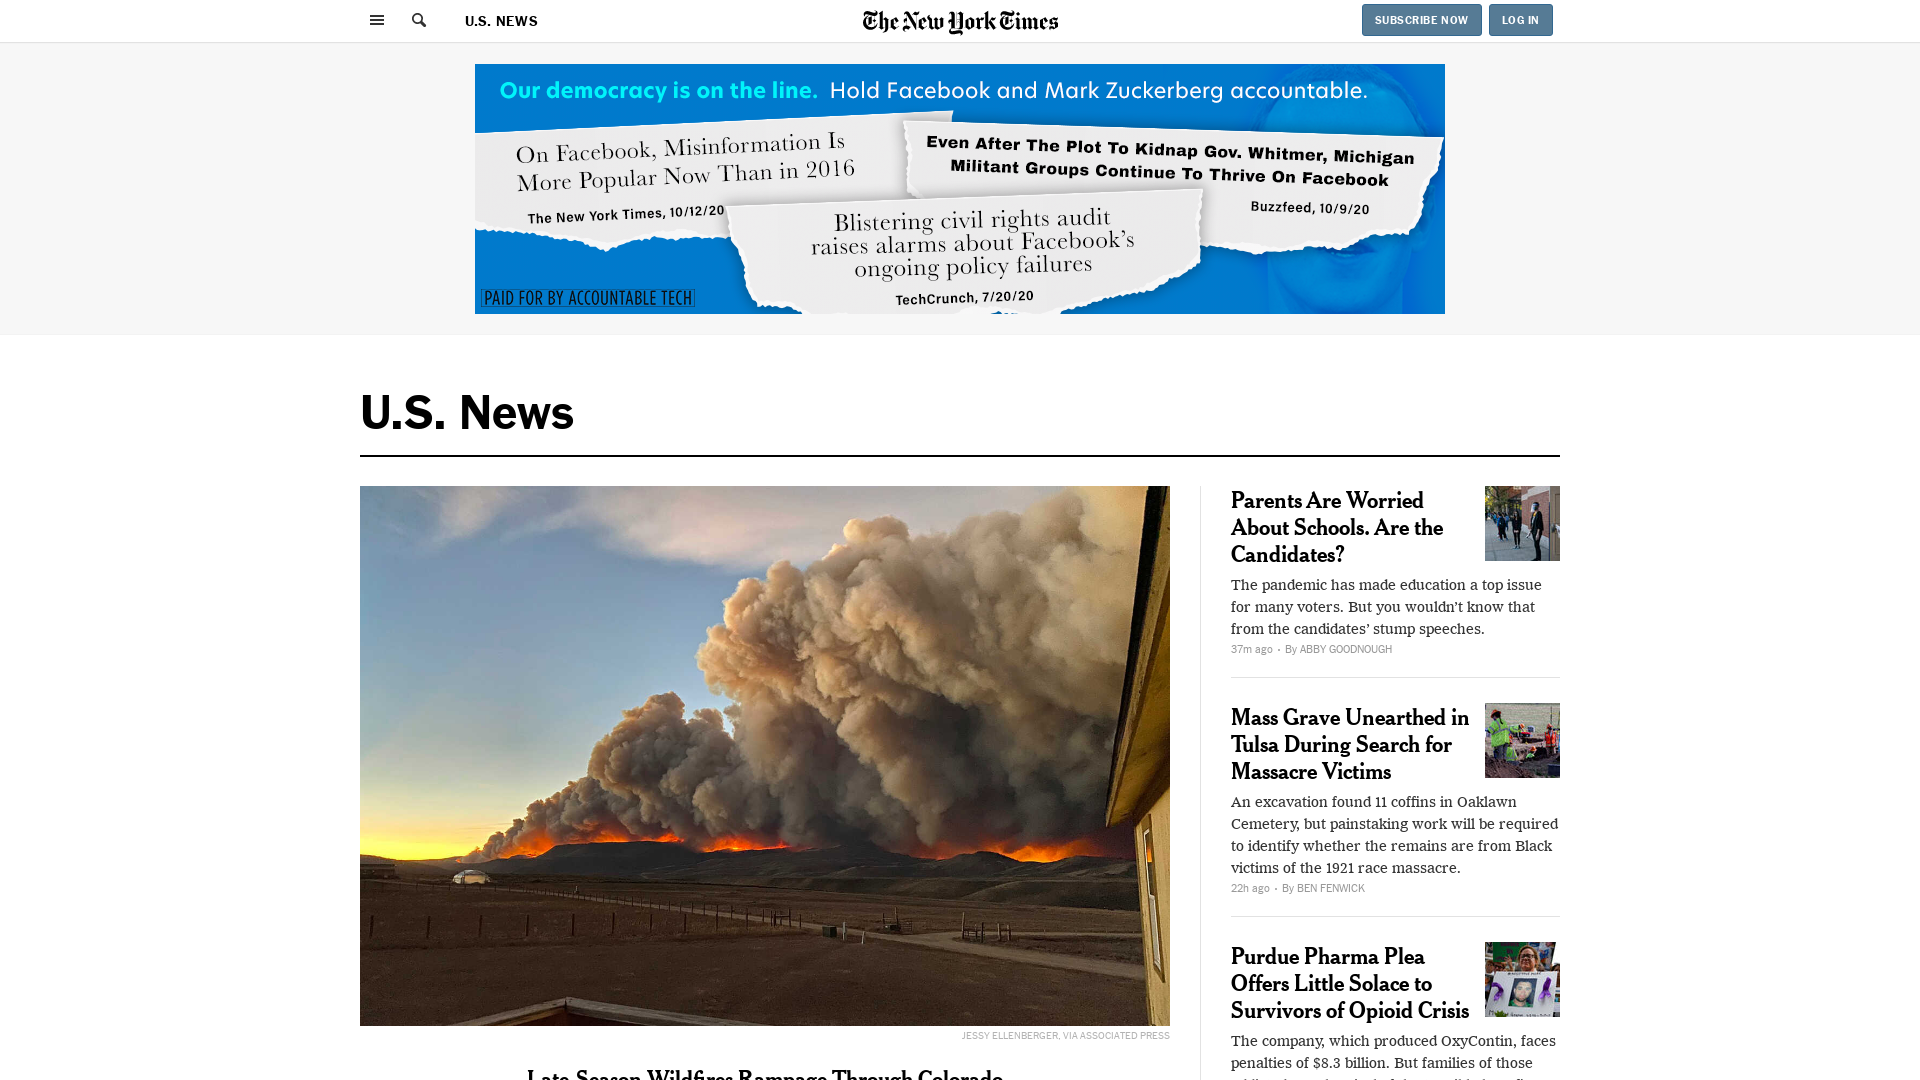 U.S. NEWS
The New York Times
SUBSCRIBE NOW
LOG IN
Our democracy is on the line. Hold Facebook and Mark Zuckerberg accountable.
On Facebook, Misinformation Is
More Popular Now Than in 2016
The New York Times, 10/12/20
Even After The Plot To Kidnap Gov. Whitmer, Michigan
Militant Groups Continue To Thrive On Facebook
Buzzfeed, 10/9/20
Blistering civil rights audit
raises alarms about Facebook's
ongoing policy failures
TechCrunch, 7/20/20
PAID FOR BY ACCOUNTABLE TECH
U.S. News
JESSY ELLENBERGER, VIA ASSOCIATED PRESS
Late-Season Wildfires Rampage Through Colorado
Parents Are Worried
About Schools. Are the
Candidates?
The pandemic has made education a top issue
for many voters. But you wouldn't know that
from the candidates' stump speeches.
37m ago • By ABBY GOODNOUGH
Mass Grave Unearthed in
Tulsa During Search for
Massacre Victims
An excavation found 11 coffins in Oaklawn
Cemetery, but painstaking work will be required
to identify whether the remains are from Black
victims of the 1921 race massacre.
22h ago • By BEN FENWICK
Purdue Pharma Plea
Offers Little Solace to
Survivors of Opioid Crisis
The company, which produced OxyContin, faces
penalties of $8.3 billion. But families of those